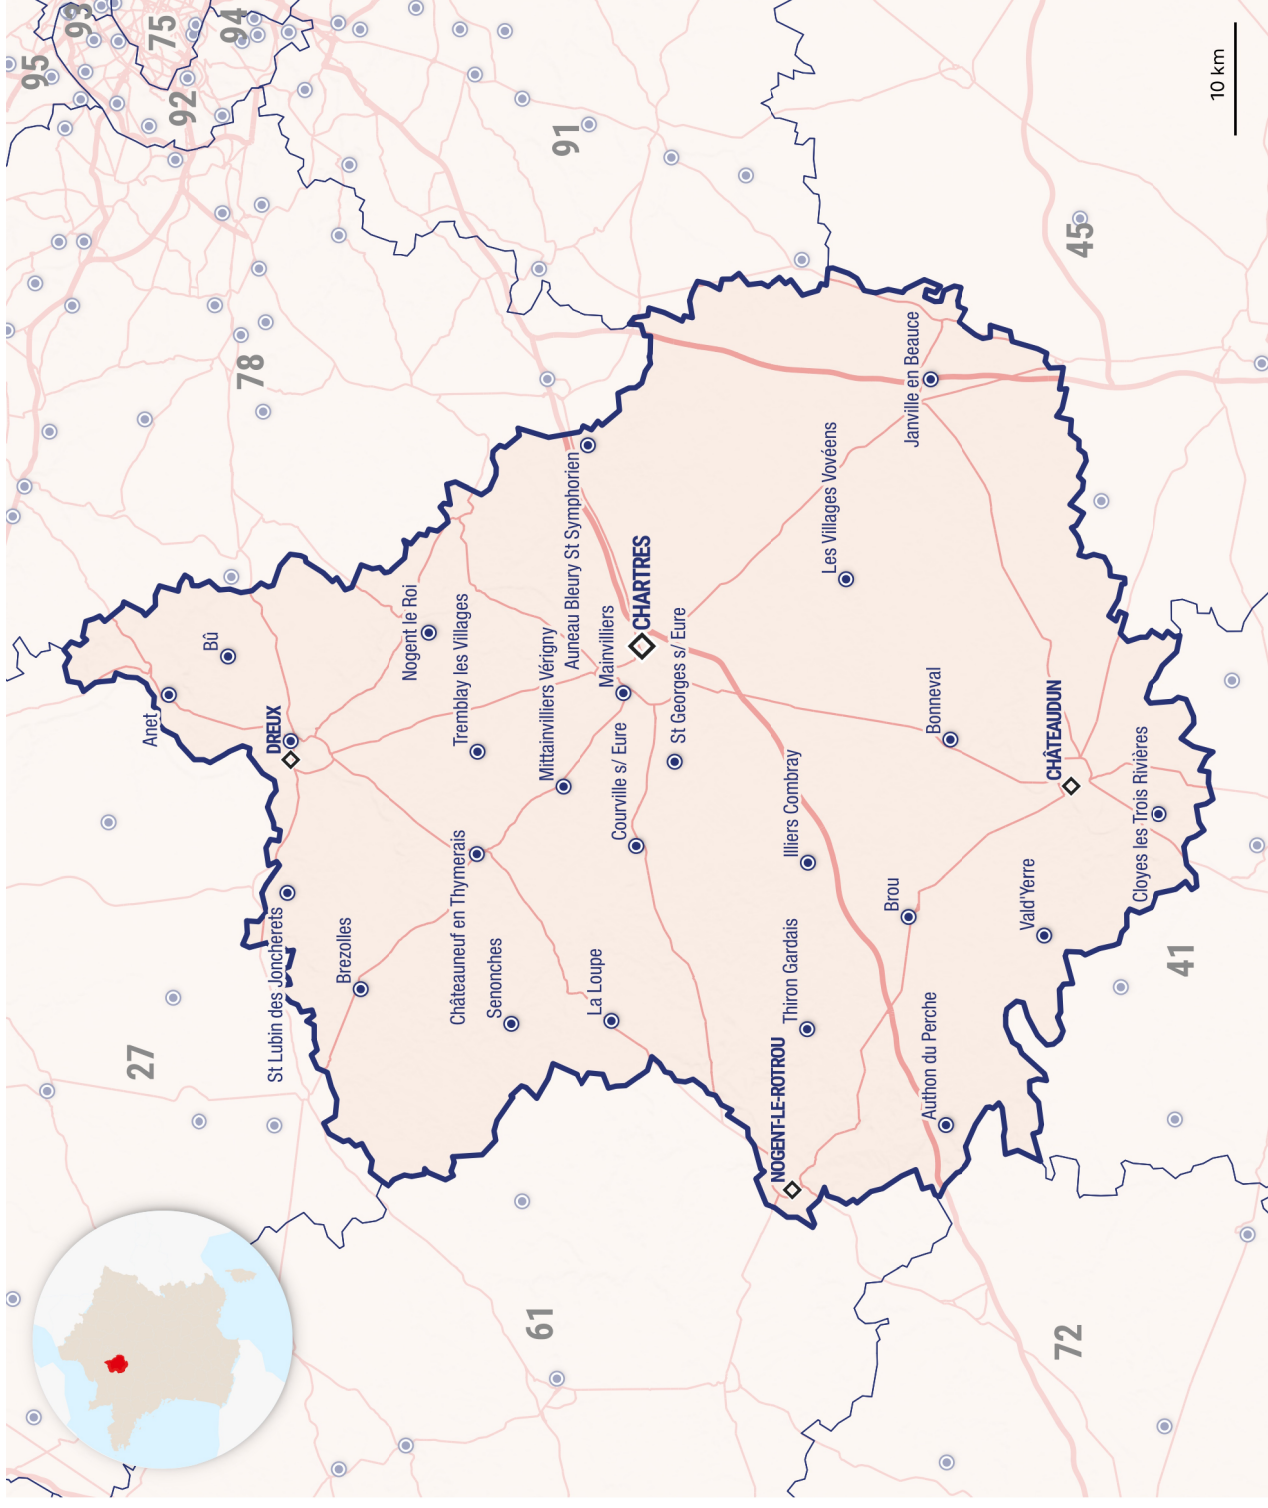 95
93
27
Anet
75
92
Bû
94
78
St Lubin des Joncherets
DREUX
Brezolles
Nogent le Roi
Châteauneuf en Thymerais
Tremblay les Villages
Senonches
61
Mittainvilliers Vérigny
91
Auneau Bleury St Symphorien
La Loupe
Mainvilliers
Courville s/ Eure
CHARTRES
St Georges s/ Eure
NOGENT-LE-ROTROU
Thiron Gardais
Illiers Combray
Les Villages Vovéens
Brou
Janville en Beauce
Authon du Perche
Bonneval
Vald'Yerre
CHÂTEAUDUN
72
45
Cloyes les Trois Rivières
41
10 km